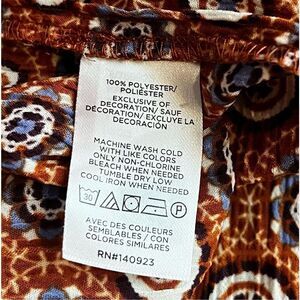 100% POLYESTER/
POLIÉSTER
EXCLUSIVE OF
DECORATION/ SAUF
DÉCORATION/ EXCLUYE LA
DECORACIÓN
MACHINE WASH COLD
WITH LIKE COLORS
ONLY NON-CHLORINE
BLEACH WHEN NEEDED
TUMBLE DRY LOW
COOL IRON WHEN NEEDED
30 P
AVEC DES COULEURS
SEMBLABLES / CON
COLORES SIMILARES
RN#140923